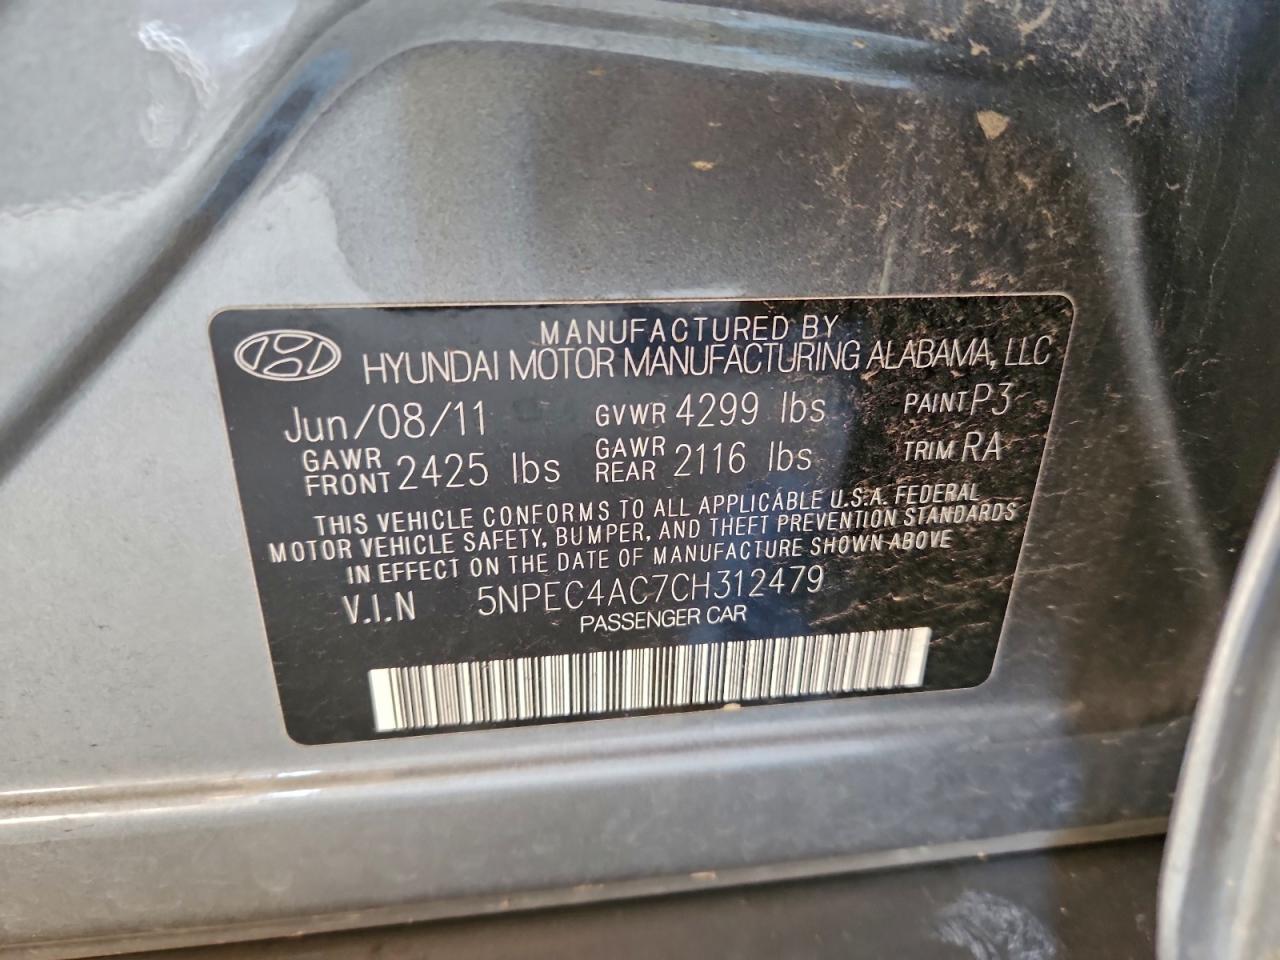 MANUFACTURED BY
HYUNDAI MOTOR MANUFACTURING ALABAMA, LLC
Jun/08/11 GVWR 4299 lbs PAINT P3
GAWR FRONT 2425 lbs GAWR REAR 2116 lbs TRIM RA
THIS VEHICLE CONFORMS TO ALL APPLICABLE U.S.A. FEDERAL
MOTOR VEHICLE SAFETY, BUMPER, AND THEFT PREVENTION STANDARDS
IN EFFECT ON THE DATE OF MANUFACTURE SHOWN ABOVE
V.I.N 5NPEC4AC7CH312479
PASSENGER CAR